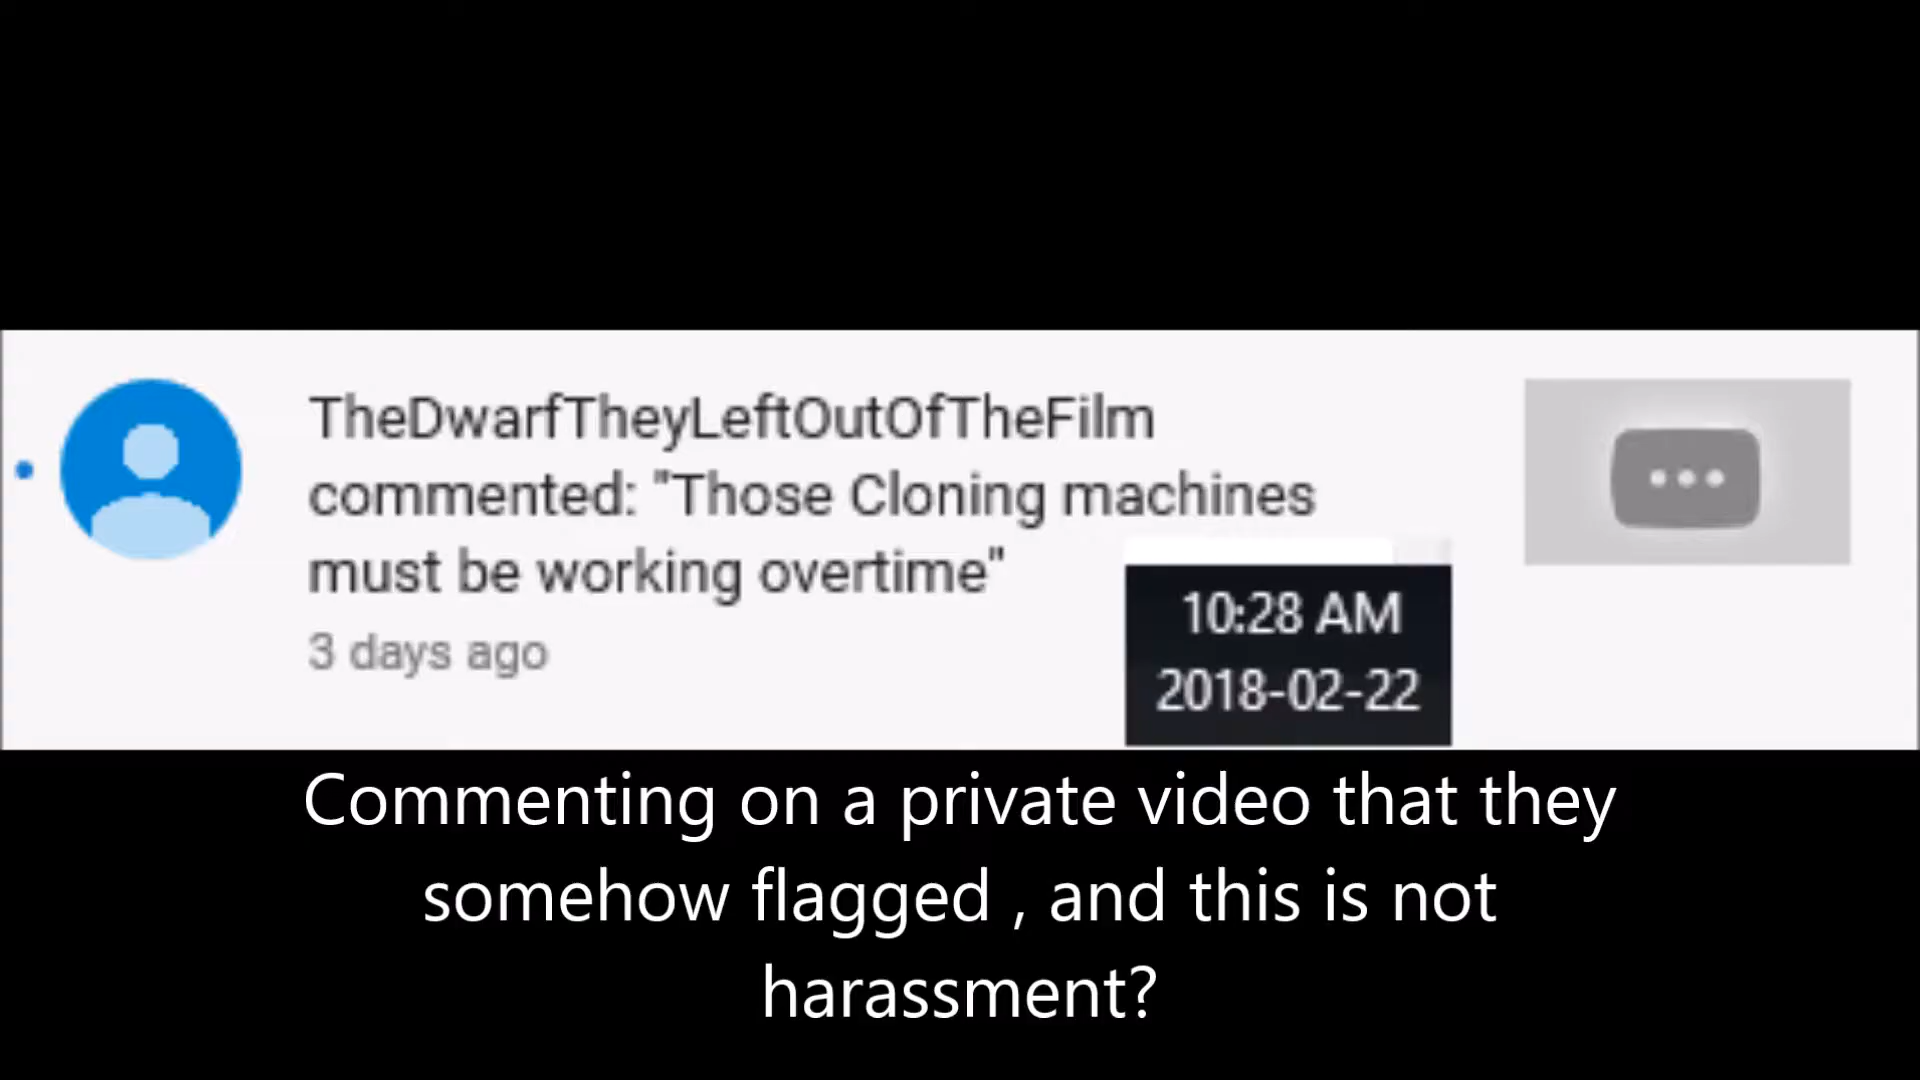 TheDwarfTheyLeftOutOfTheFilm
commented: "Those Cloning machines
must be working overtime"
3 days ago
10:28 AM
2018-02-22
Commenting on a private video that they
somehow flagged , and this is not
harassment?